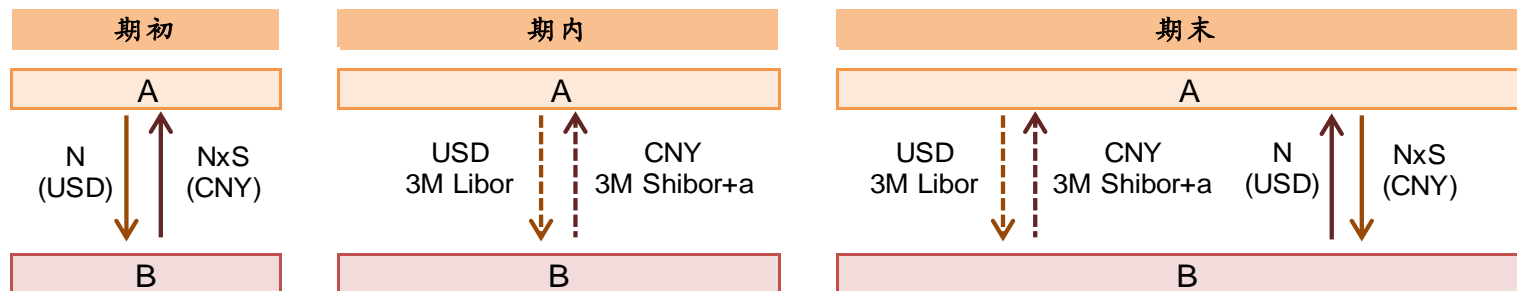 期初
A
N
(USD)
NxS
(CNY)
B
期内
A
USD
3M Libor
CNY
3M Shibor+a
B
期末
A
USD
3M Libor
CNY
3M Shibor+a
N
(USD)
NxS
(CNY)
B